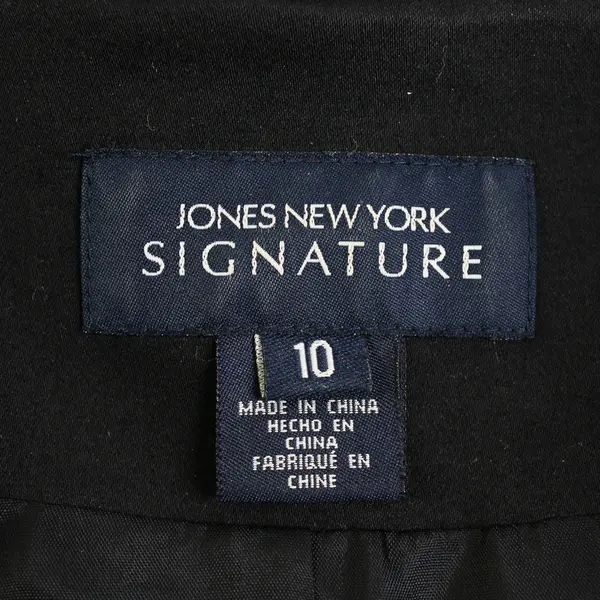 JONES NEW YORK
SIGNATURE
10
MADE IN CHINA
HECHO EN
CHINA
FABRIQUÉ EN
CHINE